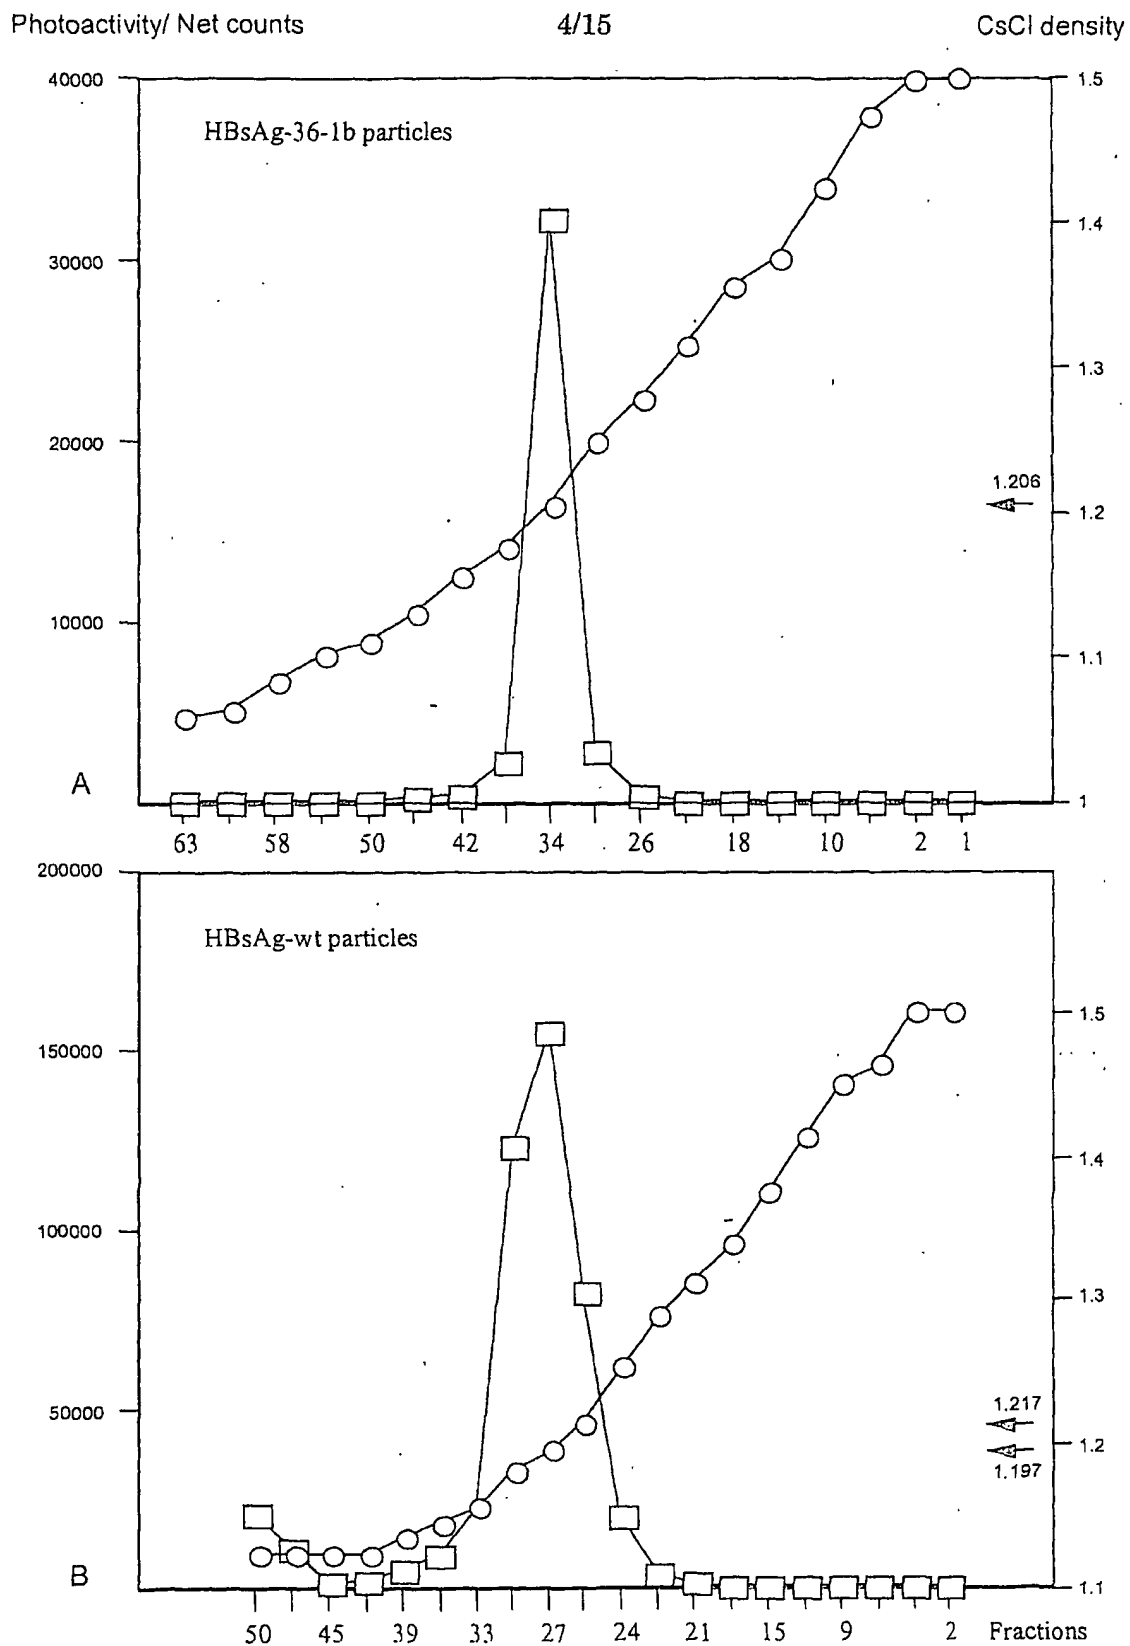 Photoactivity/ Net counts 4/15 CsCl density
40000 1.5
HBsAg-36-1b particles
1.4
30000
1.3
20000
1.206
1.2
10000
1.1
A
1
63 58 50 42 34 26 18 10 2 1
200000
HBsAg-wt particles
1.5
150000
1.4
100000
1.3
50000 1.217
1.2
1.197
B
1.1
50 45 39 33 27 24 21 15 9 2 Fractions